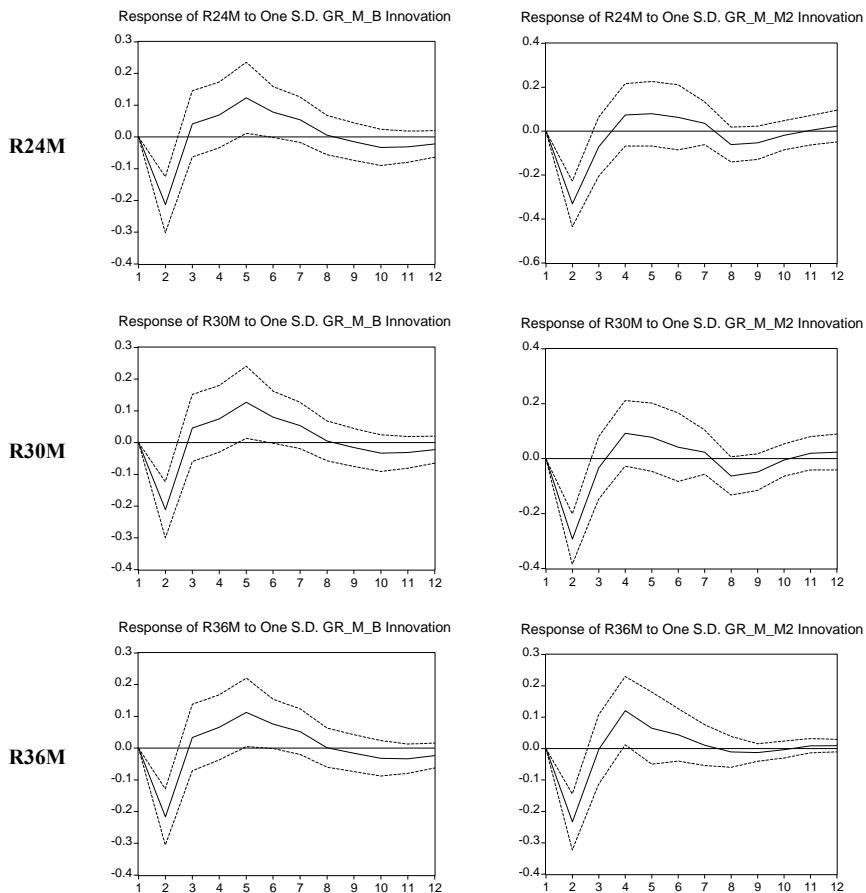 Response of R24M to One S.D. GR_M_B Innovation
0.3
0.2
0.1
0.0
-0.1
-0.2
-0.3
-0.4
1 2 3 4 5 6 7 8 9 10 11 12
Response of R24M to One S.D. GR_M_M2 Innovation
0.4
0.2
0.0
-0.2
-0.4
-0.6
1 2 3 4 5 6 7 8 9 10 11 12
R24M
Response of R30M to One S.D. GR_M_B Innovation
0.3
0.2
0.1
0.0
-0.1
-0.2
-0.3
-0.4
1 2 3 4 5 6 7 8 9 10 11 12
Response of R30M to One S.D. GR_M_M2 Innovation
0.4
0.2
0.0
-0.2
-0.4
1 2 3 4 5 6 7 8 9 10 11 12
R30M
Response of R36M to One S.D. GR_M_B Innovation
0.3
0.2
0.1
0.0
-0.1
-0.2
-0.3
-0.4
1 2 3 4 5 6 7 8 9 10 11 12
Response of R36M to One S.D. GR_M_M2 Innovation
0.3
0.2
0.1
0.0
-0.1
-0.2
-0.3
-0.4
1 2 3 4 5 6 7 8 9 10 11 12
R36M